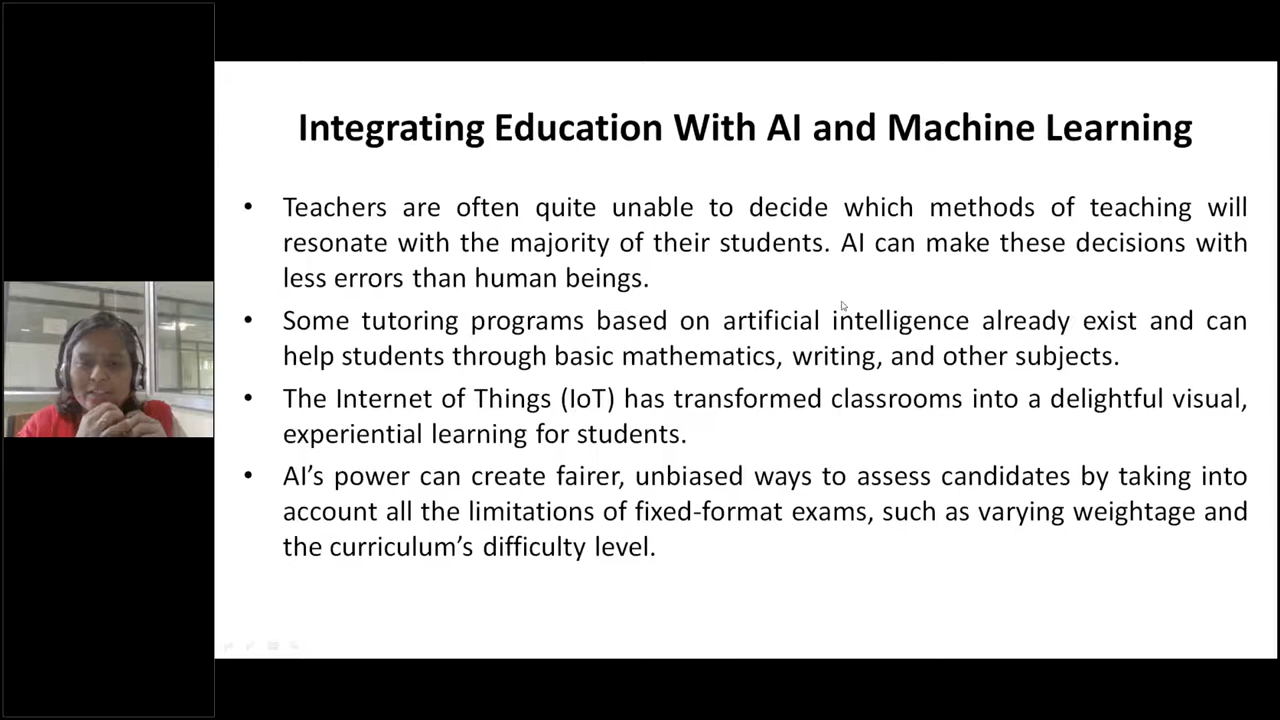 Integrating Education With AI and Machine Learning
• Teachers are often quite unable to decide which methods of teaching will
resonate with the majority of their students. AI can make these decisions with
less errors than human beings.
• Some tutoring programs based on artificial intelligence already exist and can
help students through basic mathematics, writing, and other subjects.
• The Internet of Things (IoT) has transformed classrooms into a delightful visual,
experiential learning for students.
• AI’s power can create fairer, unbiased ways to assess candidates by taking into
account all the limitations of fixed-format exams, such as varying weightage and
the curriculum’s difficulty level.